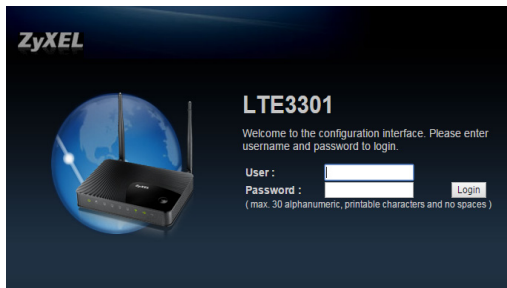 ZyXEL
LTE3301
Welcome to the configuration interface. Please enter
username and password to login.
User :
Password :
Login
( max. 30 alphanumeric, printable characters and no spaces )
ZyXEL